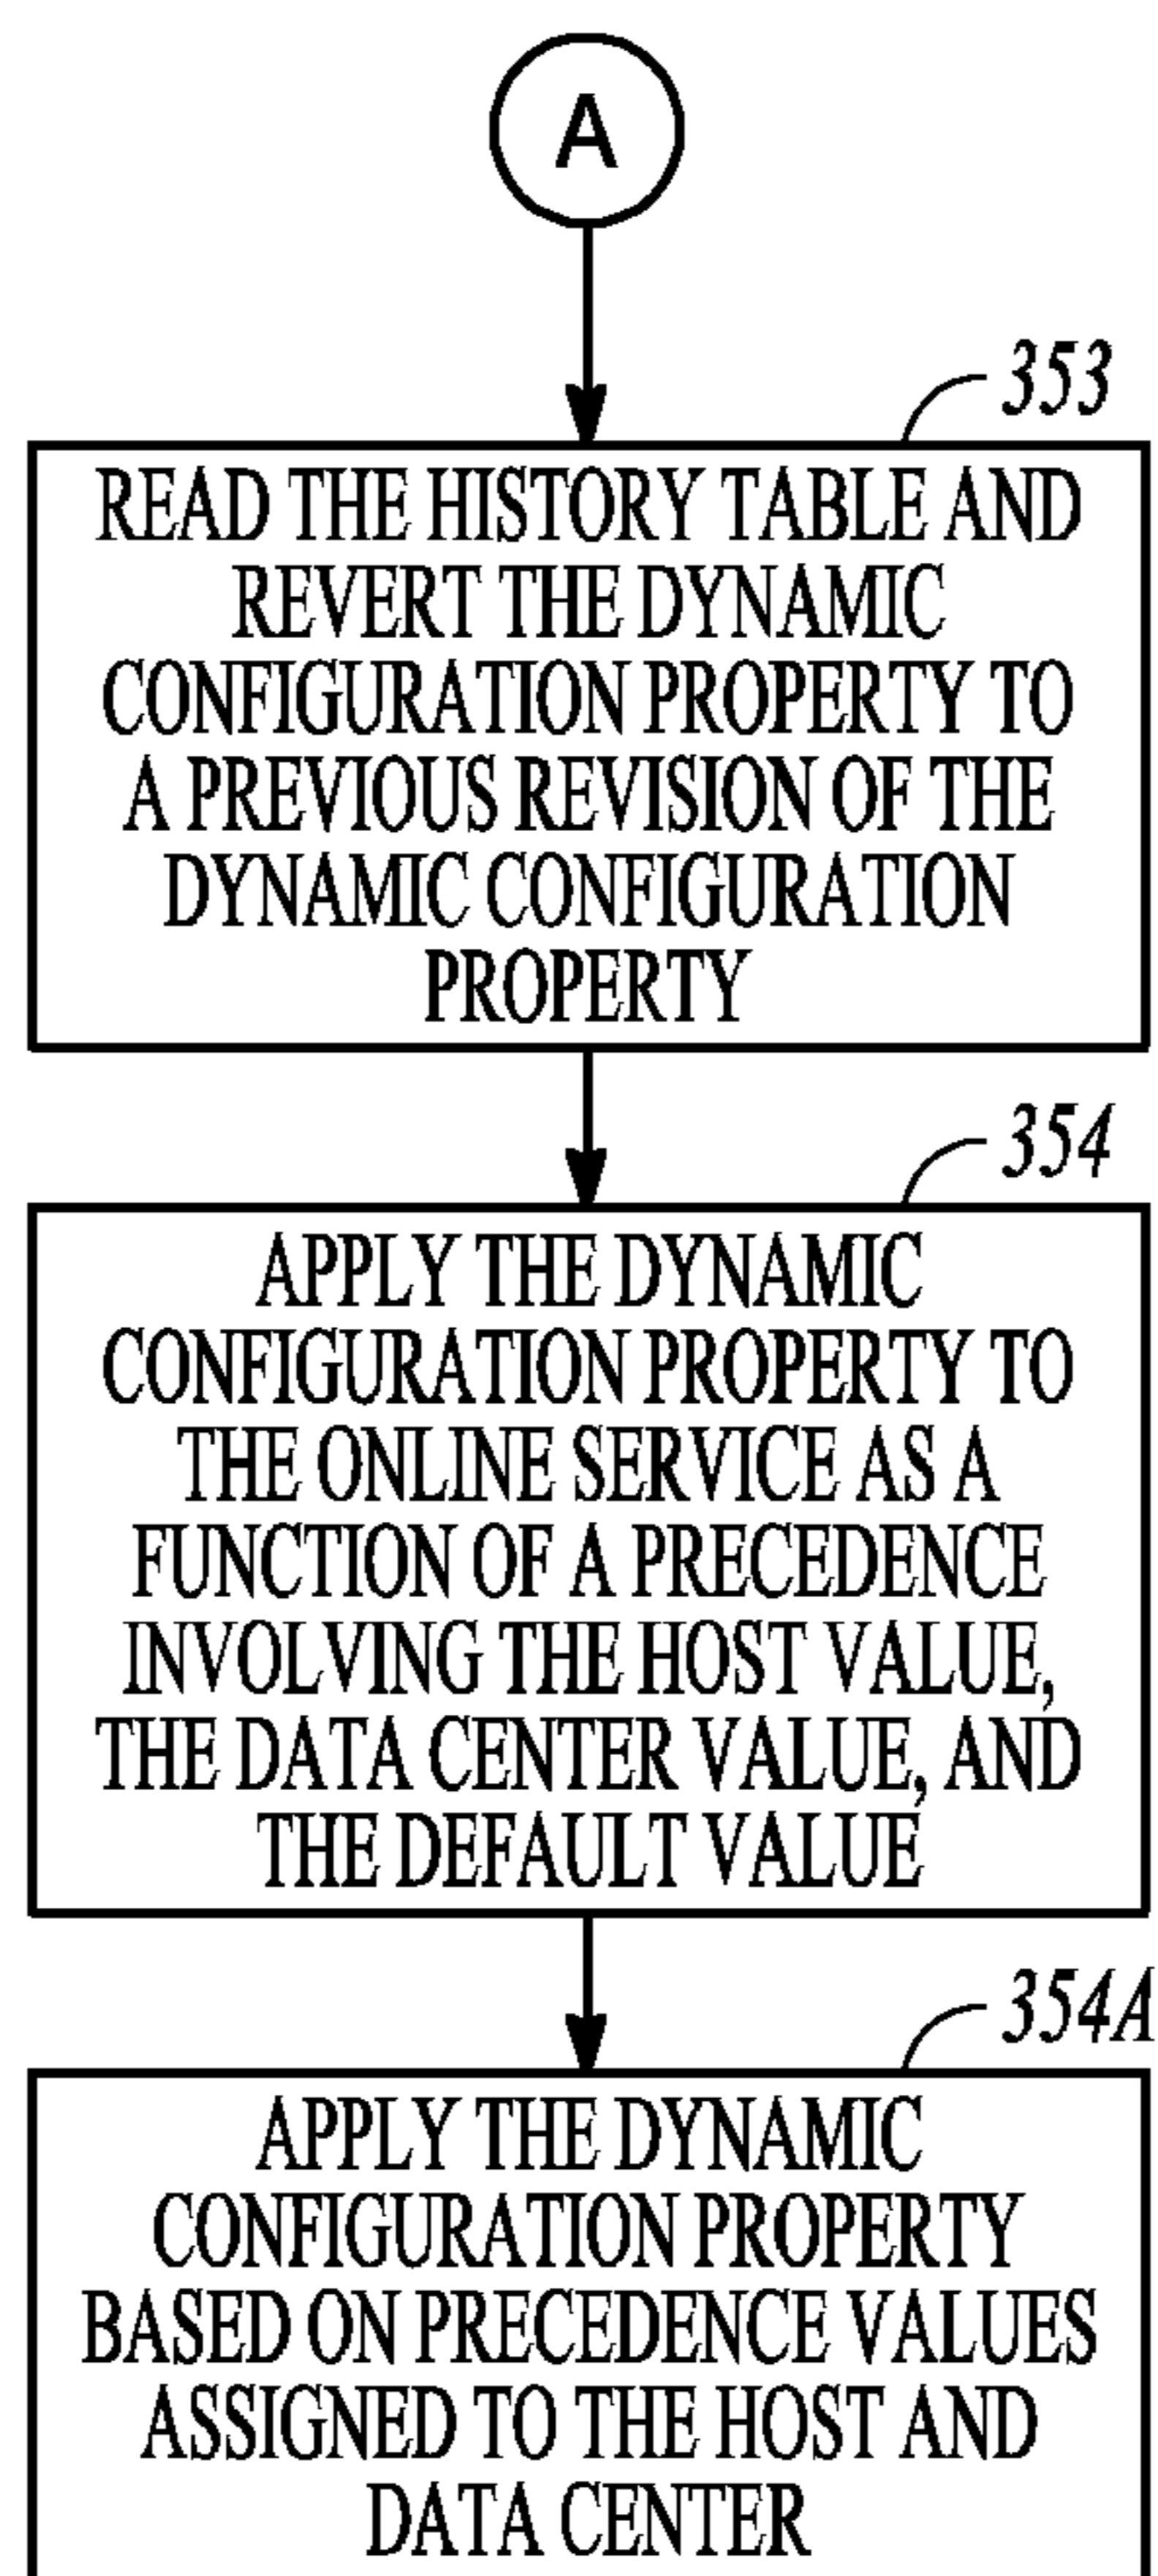 A
353
READ THE HISTORY TABLE AND
REVERT THE DYNAMIC
CONFIGURATION PROPERTY TO
A PREVIOUS REVISION OF THE
DYNAMIC CONFIGURATION
PROPERTY
354
APPLY THE DYNAMIC
CONFIGURATION PROPERTY TO
THE ONLINE SERVICE AS A
FUNCTION OF A PRECEDENCE
INVOLVING THE HOST VALUE,
THE DATA CENTER VALUE, AND
THE DEFAULT VALUE
354A
APPLY THE DYNAMIC
CONFIGURATION PROPERTY
BASED ON PRECEDENCE VALUES
ASSIGNED TO THE HOST AND
DATA CENTER